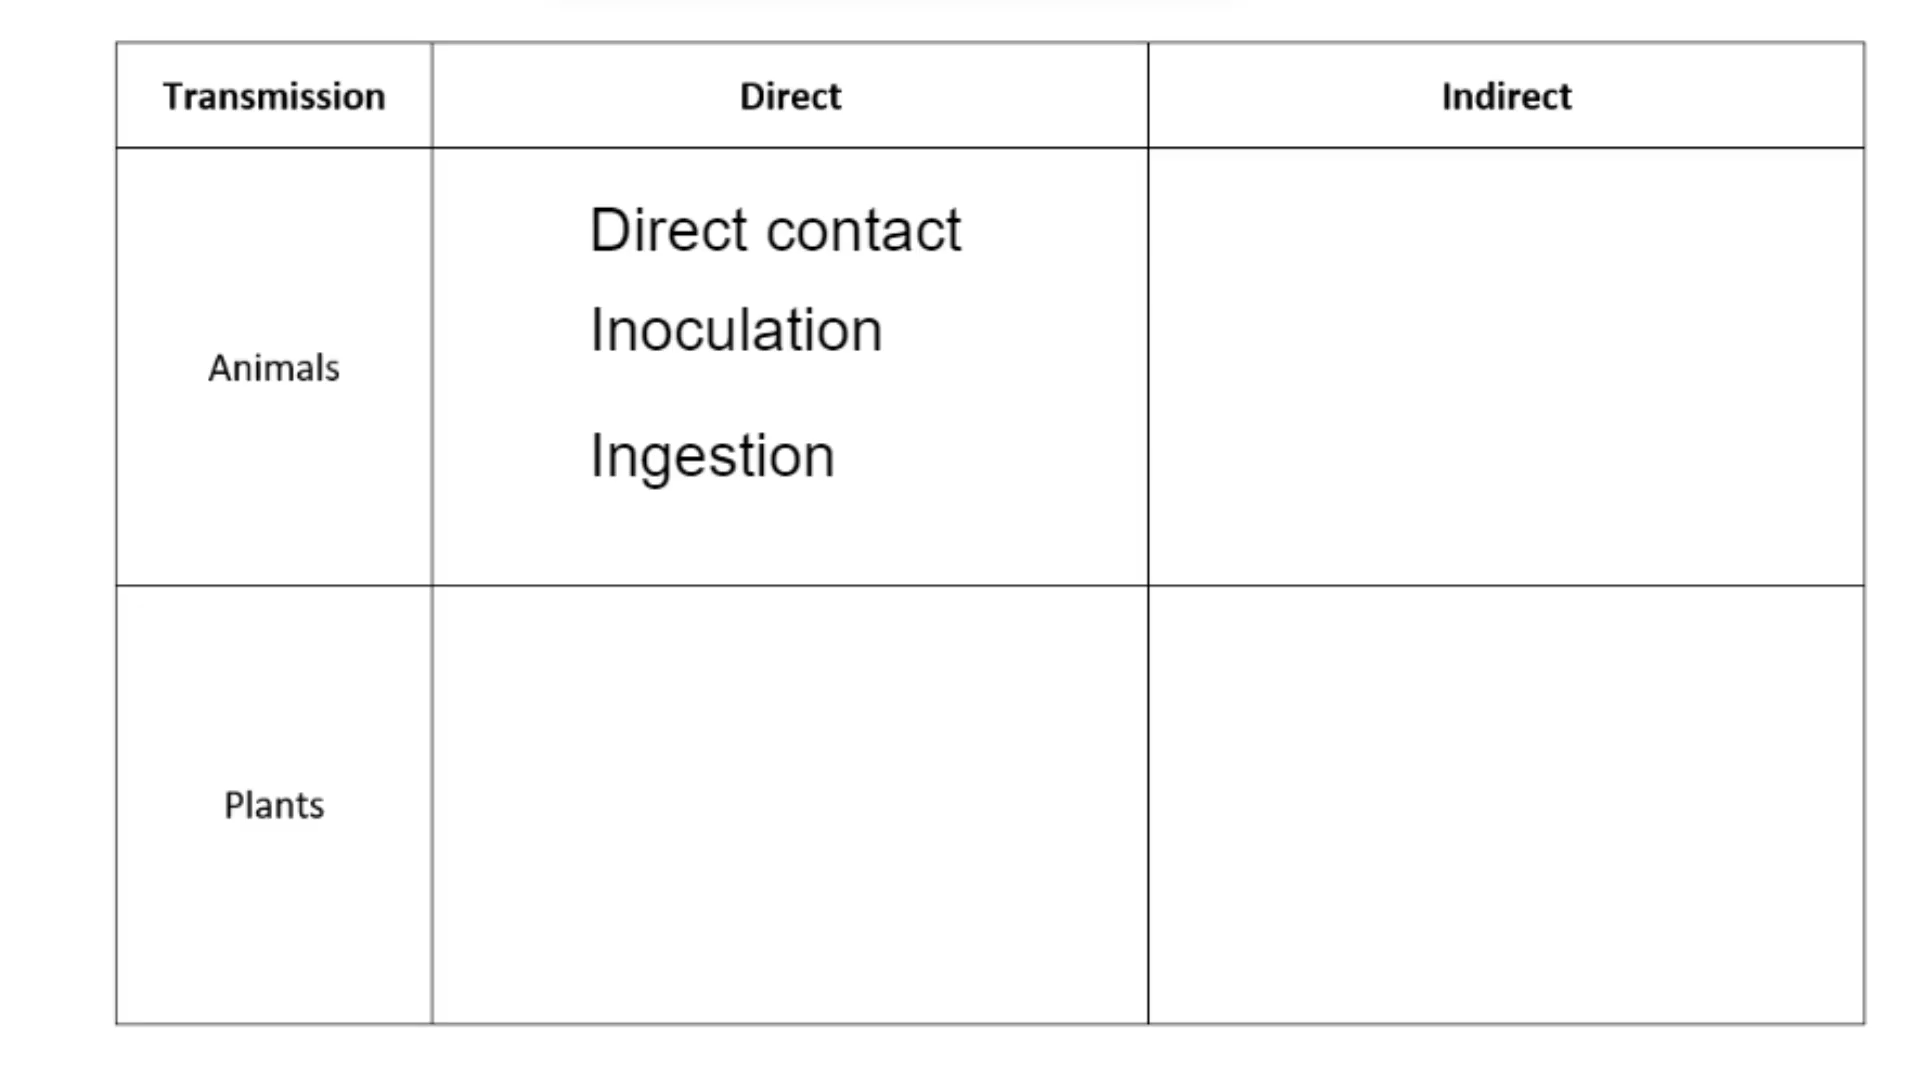 Transmission Direct Indirect
Animals
Direct contact
Inoculation
Ingestion
Plants